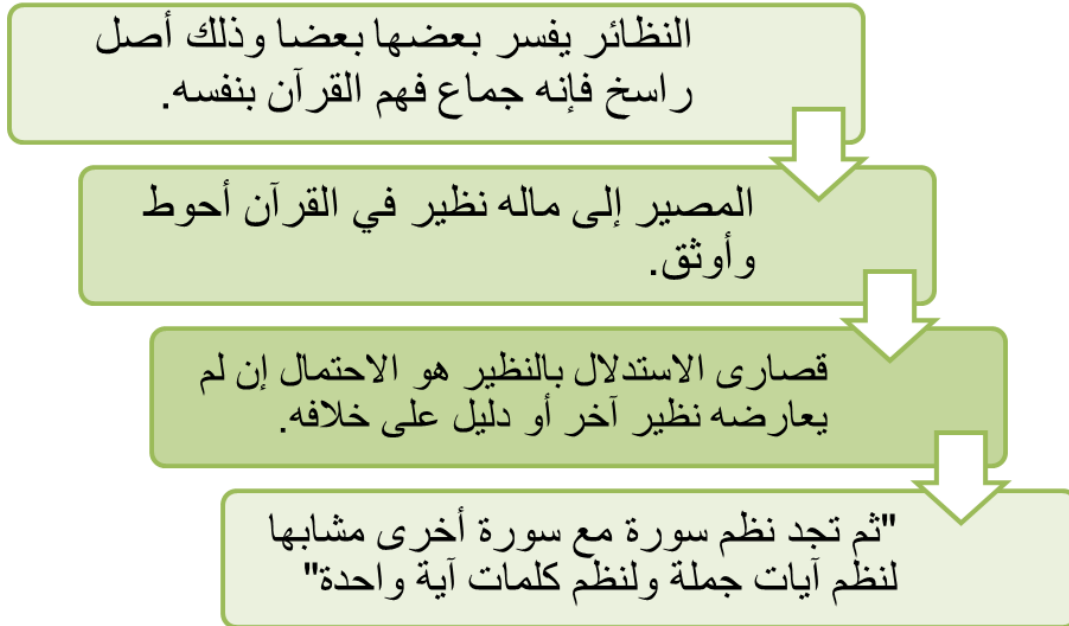 النظائر يفسر بعضها بعضا وذلك أصل
راسخ فإنه جماع فهم القرآن بنفسه.
المصير إلى ماله نظير في القرآن أحوط
وأوثق.
قصارى الاستدلال بالنظير هو الاحتمال إن لم
يعارضه نظير آخر أو دليل على خلافه.
"ثم تجد نظم سورة مع سورة أخرى مشابها
لنظم آيات جملة ولنظم كلمات آية واحدة"